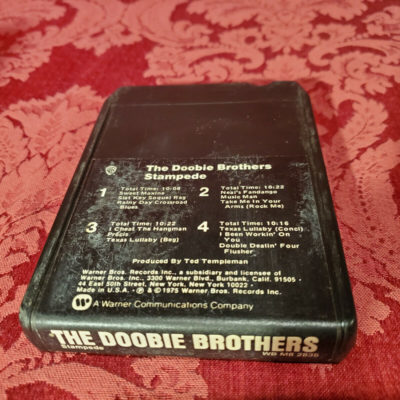 The Doobie Brothers
Stampede
1 Total Time: 10:08
Sweet Maxine
Slat Key Soquel Rag
Rainy Day Crossroad
Blues
2 Total Time: 10:22
Neal's Fandango
Music Man
Take Me in Your
Arms (Rock Me)
3 Total Time: 10:22
I Cheat The Hangman
Précis
Texas Lullaby (Beg)
4 Total Time: 10:16
Texas Lullaby (Concl)
I Been Workin' On
You
Double Dealin' Four
Flusher
Produced By Ted Templeman
Warner Bros. Records Inc., a subsidiary and licensee of
Warner Bros. Inc., 3300 Warner Blvd., Burbank, Calif. 91505 ·
44 East 50th Street, New York, New York 10022 ·
Made in U.S.A. · ℗ & © 1975 Warner Bros. Records Inc.
A Warner Communications Company
THE DOOBIE BROTHERS
Stampede
WB M8 2835